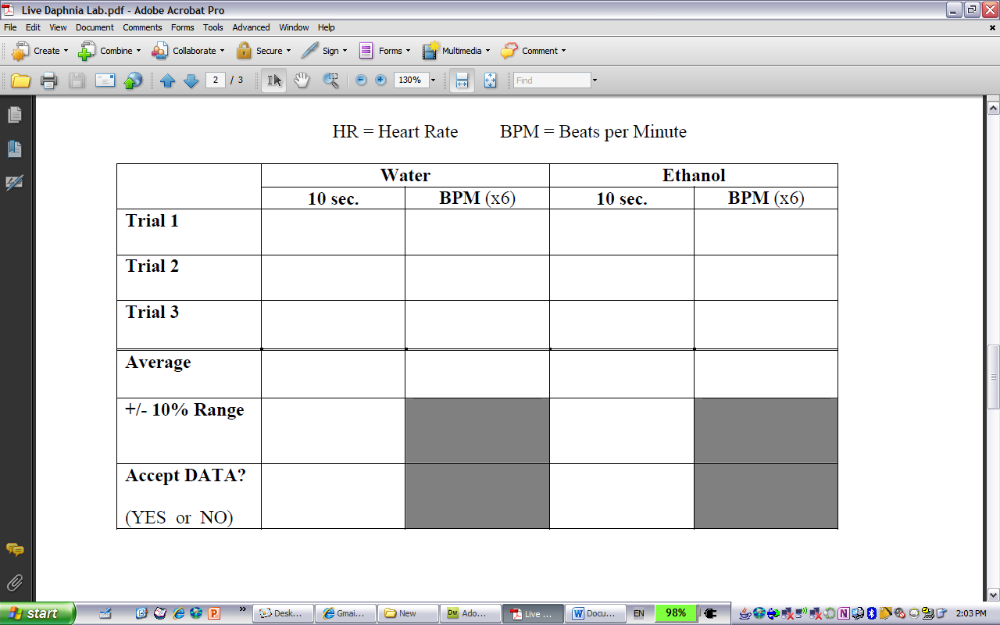 Live Daphnia Lab.pdf - Adobe Acrobat Pro
File Edit View Document Comments Forms Tools Advanced Window Help
Create Combine Collaborate Secure Sign Forms Multimedia Comment
2 / 3 130% Find
HR = Heart Rate BPM = Beats per Minute
Water Ethanol
10 sec. BPM (x6) 10 sec. BPM (x6)
Trial 1
Trial 2
Trial 3
Average
+/- 10% Range
Accept DATA?
(YES or NO)
start » Desk... Gmai... New Dw Ado... Live ... Docu... EN 98% N 2:03 PM